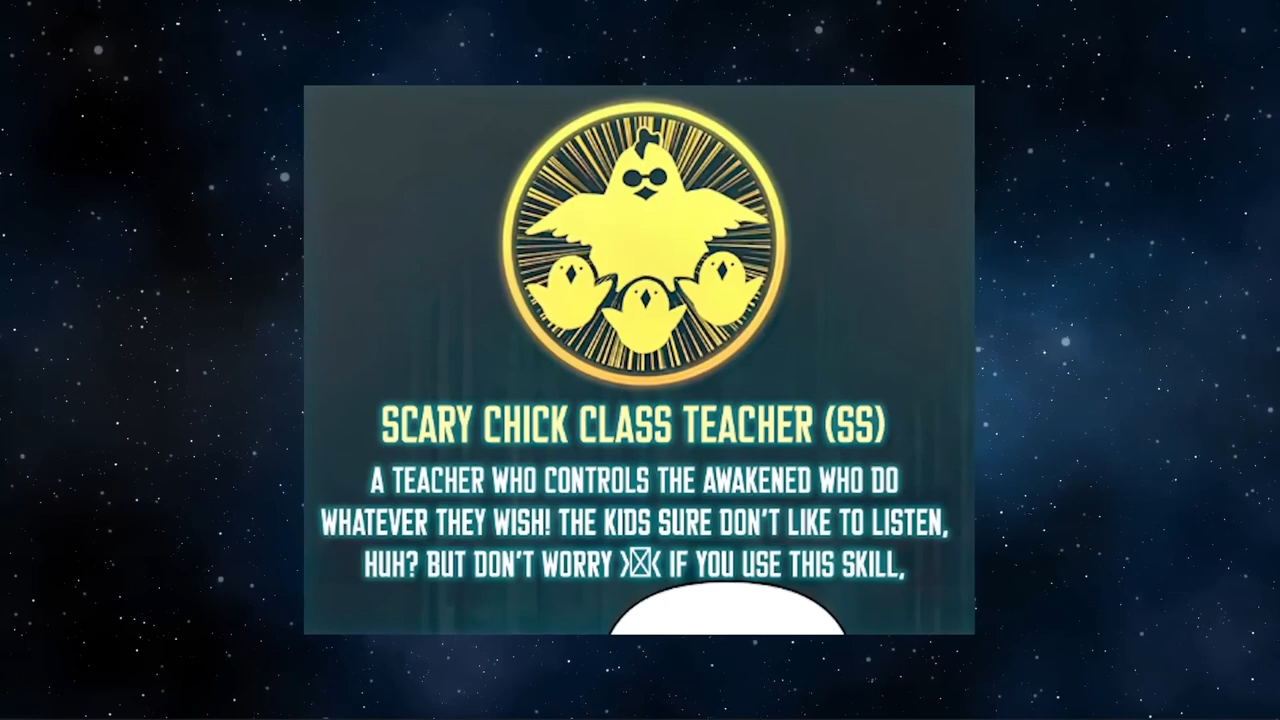 SCARY CHICK CLASS TEACHER (SS)
A TEACHER WHO CONTROLS THE AWAKENED WHO DO
WHATEVER THEY WISH! THE KIDS SURE DON'T LIKE TO LISTEN,
HUH? BUT DON'T WORRY >☒< IF YOU USE THIS SKILL,